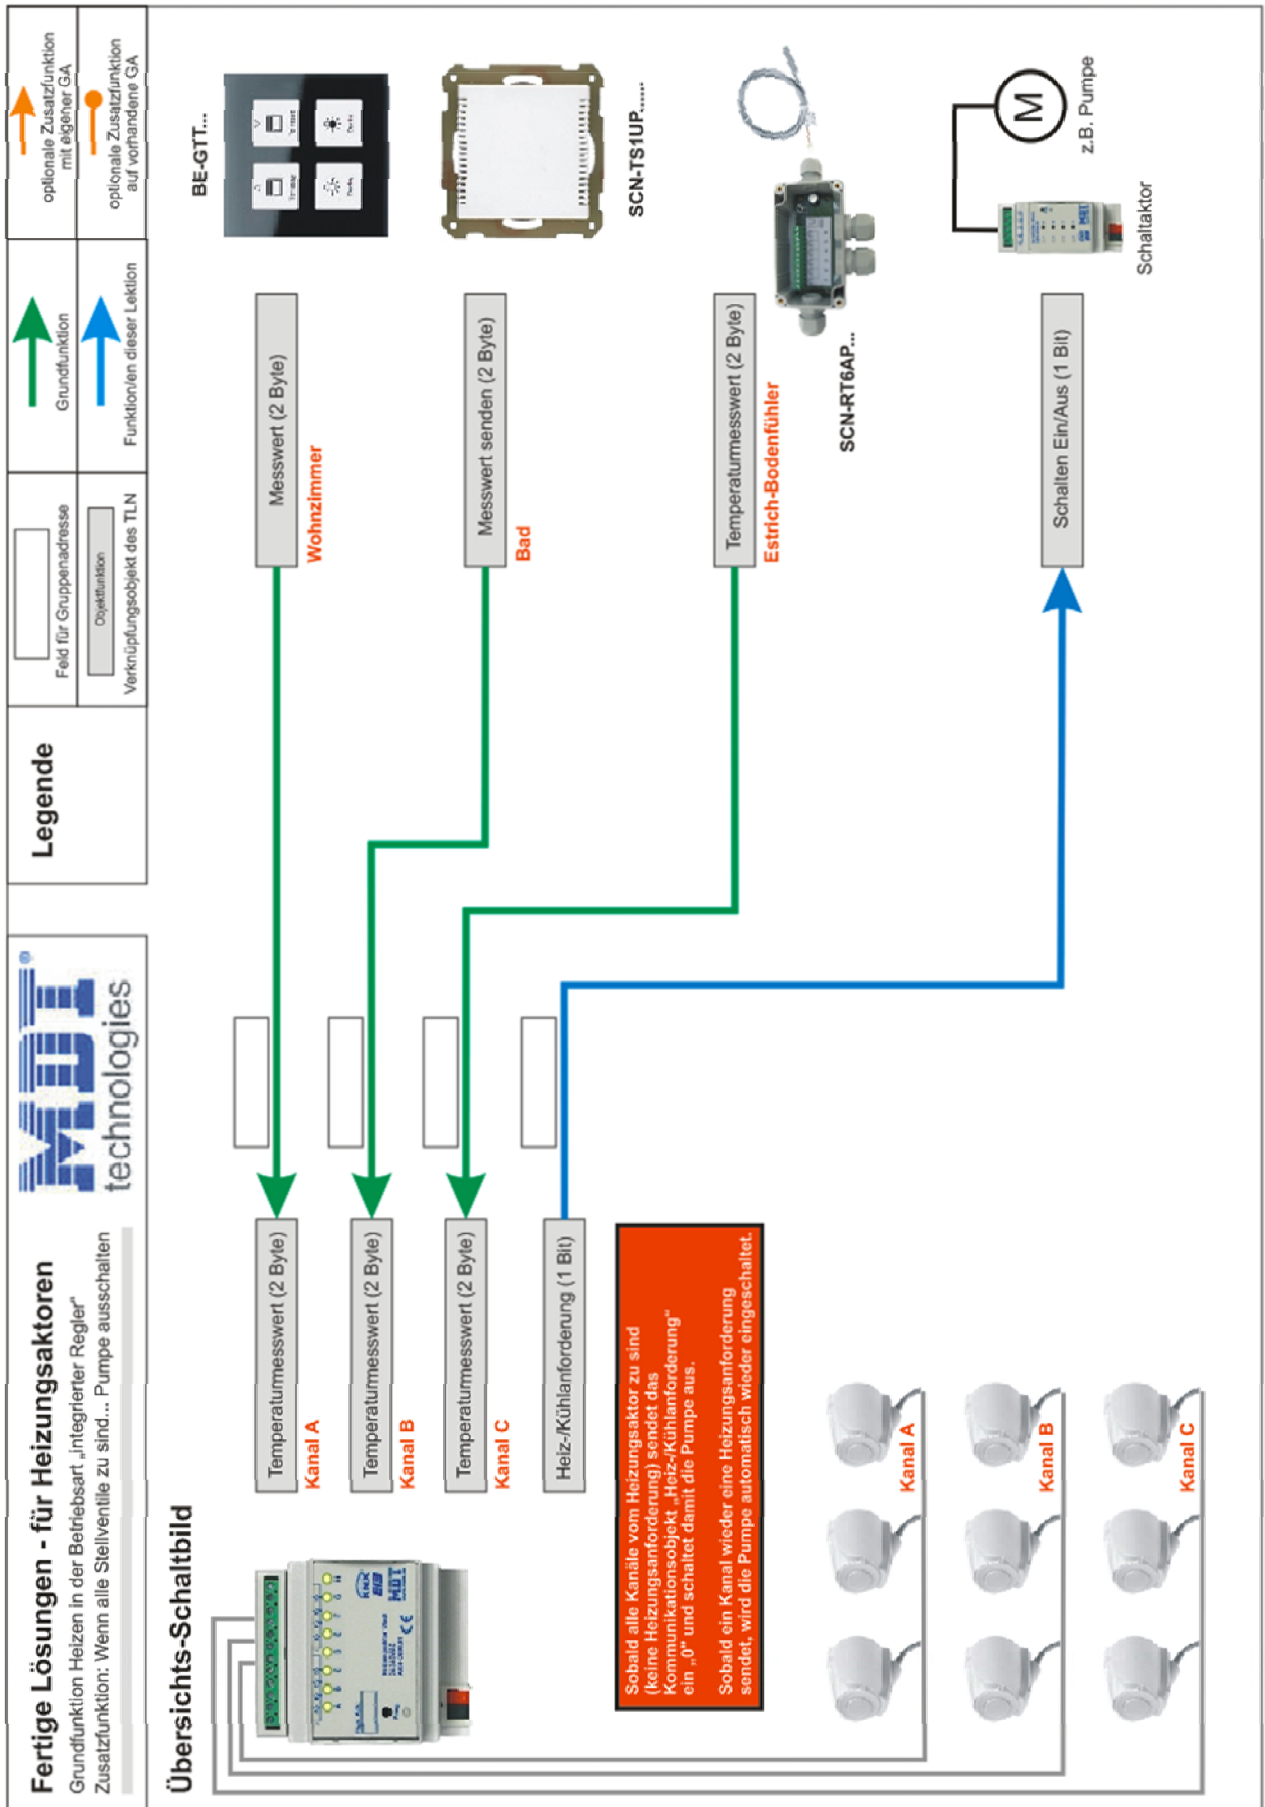 Fertige Lösungen - für Heizungsaktoren
Grundfunktion Heizen in der Betriebsart „integrierter Regler"
Zusatzfunktion: Wenn alle Stellventile zu sind... Pumpe ausschalten
MDT
®
technologies
Legende
Feld für Gruppenadresse
Objektfunktion
Verknüpfungsobjekt des TLN
Grundfunktion
Funktion/en dieser Lektion
optionale Zusatzfunktion
mit eigener GA
optionale Zusatzfunktion
auf vorhandene GA
Übersichts-Schaltbild
Temperaturmesswert (2 Byte)
Kanal A
Messwert (2 Byte)
Wohnzimmer
BE-GTT...
Temperaturmesswert (2 Byte)
Kanal B
Messwert senden (2 Byte)
Bad
SCN-TS1UP......
Temperaturmesswert (2 Byte)
Kanal C
Temperaturmesswert (2 Byte)
Estrich-Bodenfühler
SCN-RT6AP...
Heiz-/Kühlanforderung (1 Bit)
Schalten Ein/Aus (1 Bit)
Schaltaktor
M
z.B. Pumpe
Sobald alle Kanäle vom Heizungsaktor zu sind
(keine Heizungsanforderung) sendet das
Kommunikationsobjekt „Heiz-/Kühlanforderung"
ein „0" und schaltet damit die Pumpe aus.
Sobald ein Kanal wieder eine Heizungsanforderung
sendet, wird die Pumpe automatisch wieder eingeschaltet.
Kanal A
Kanal B
Kanal C